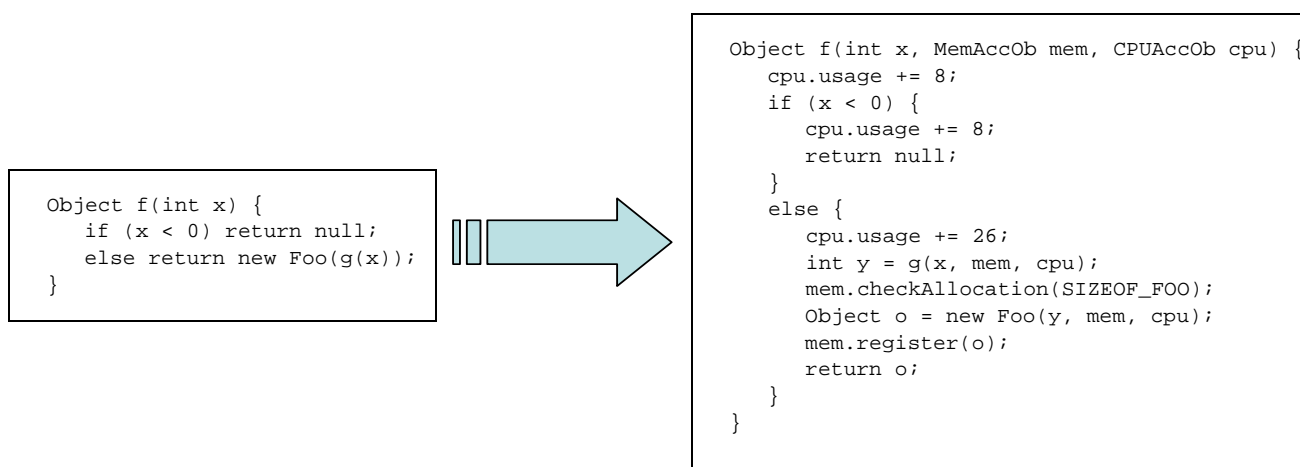 Object f(int x) {
   if (x < 0) return null;
   else return new Foo(g(x));
}
Object f(int x, MemAccOb mem, CPUAccOb cpu) {
   cpu.usage += 8;
   if (x < 0) {
      cpu.usage += 8;
      return null;
   }
   else {
      cpu.usage += 26;
      int y = g(x, mem, cpu);
      mem.checkAllocation(SIZEOF_FOO);
      Object o = new Foo(y, mem, cpu);
      mem.register(o);
      return o;
   }
}